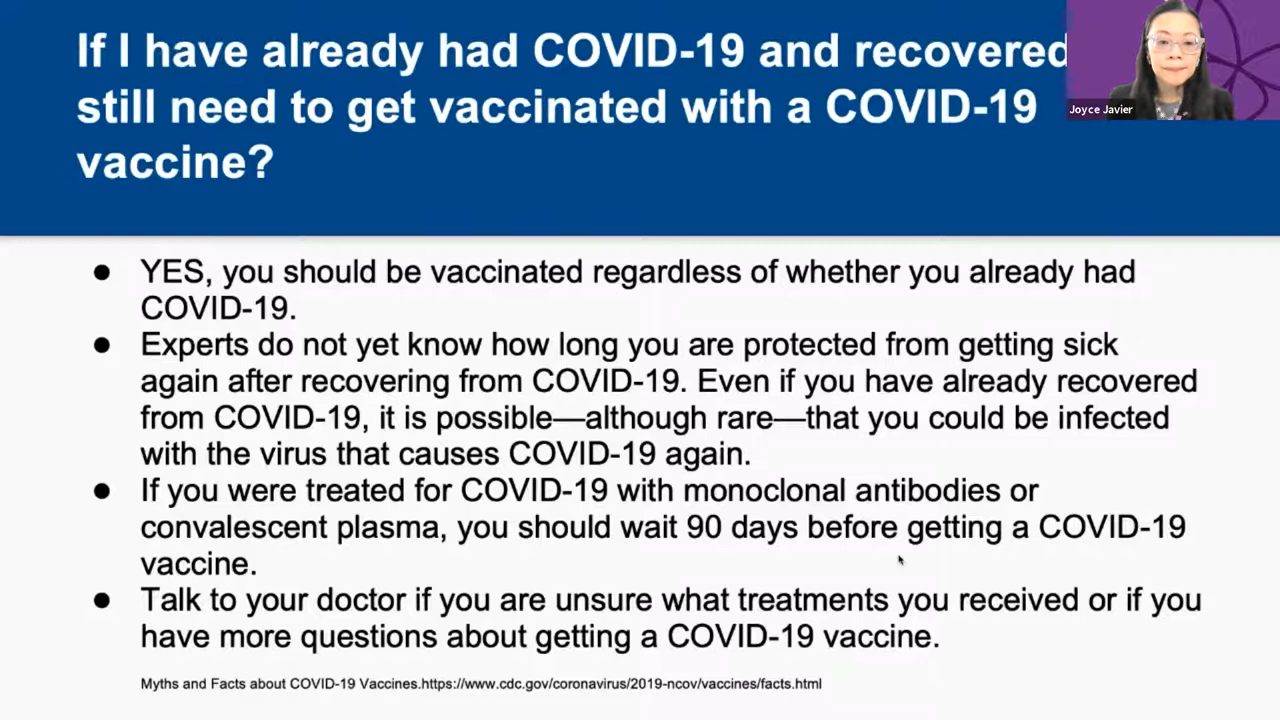 If I have already had COVID-19 and recovered
still need to get vaccinated with a COVID-19
vaccine?
Joyce Javier
● YES, you should be vaccinated regardless of whether you already had
COVID-19.
● Experts do not yet know how long you are protected from getting sick
again after recovering from COVID-19. Even if you have already recovered
from COVID-19, it is possible—although rare—that you could be infected
with the virus that causes COVID-19 again.
● If you were treated for COVID-19 with monoclonal antibodies or
convalescent plasma, you should wait 90 days before getting a COVID-19
vaccine.
● Talk to your doctor if you are unsure what treatments you received or if you
have more questions about getting a COVID-19 vaccine.
Myths and Facts about COVID-19 Vaccines.https://www.cdc.gov/coronavirus/2019-ncov/vaccines/facts.html